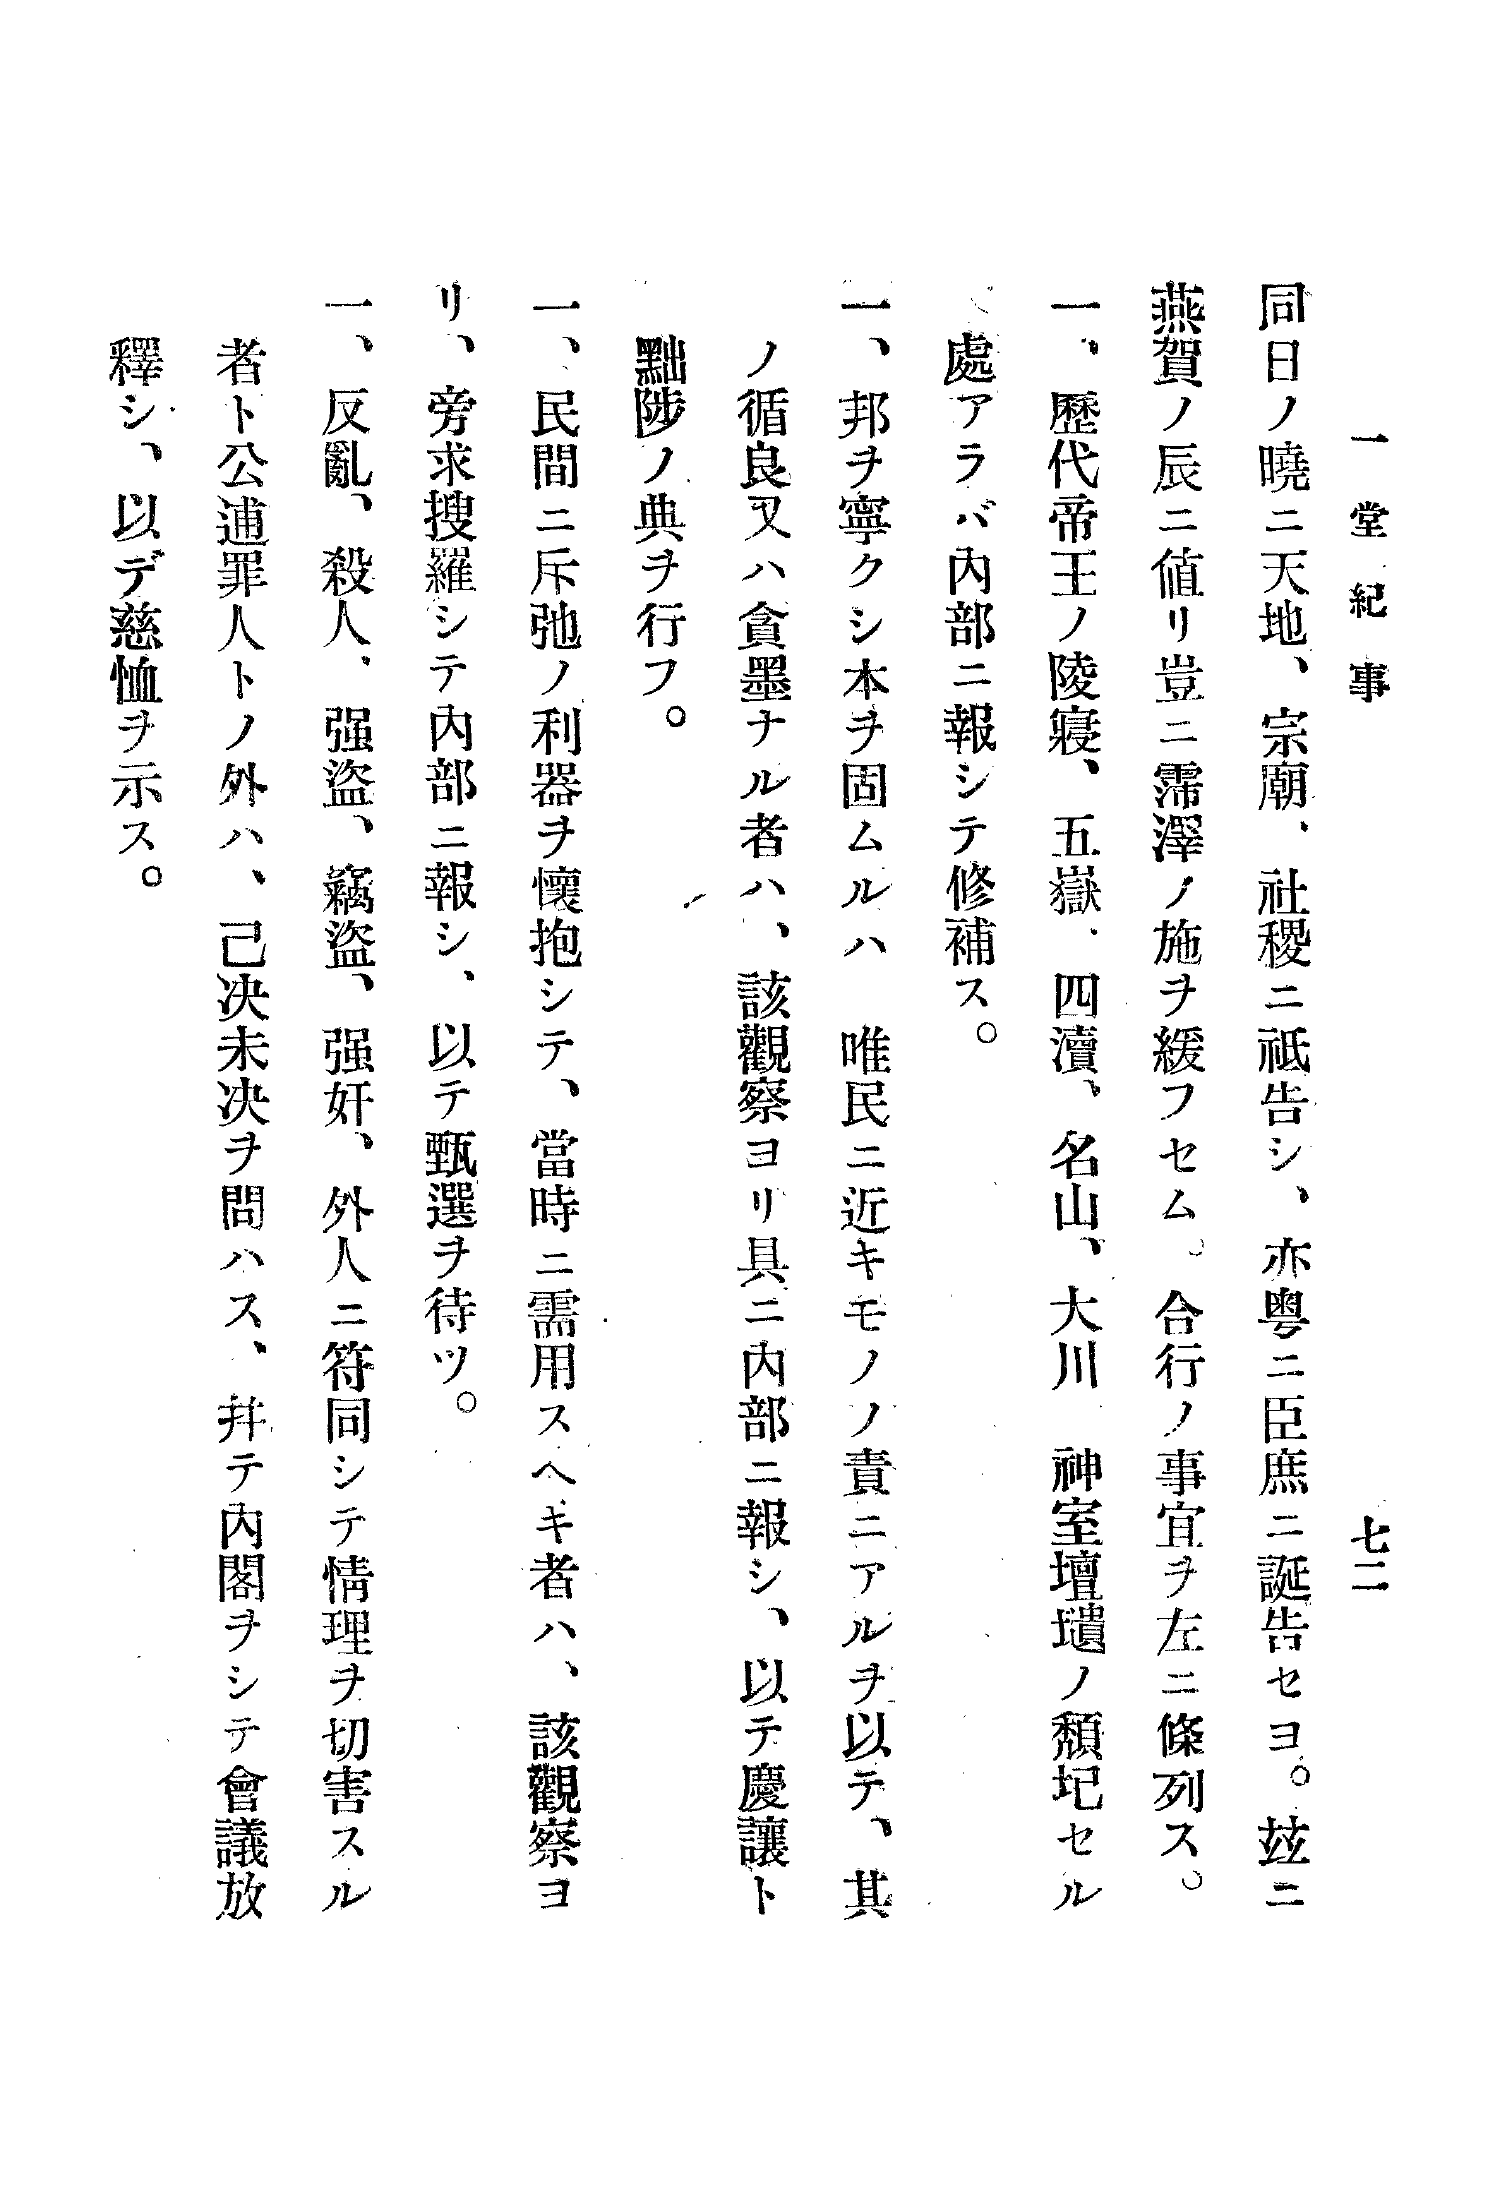 一堂紀事　七二
同日ノ曉ニ天地、宗廟、社稷ニ祗告シ、亦粤ニ臣庶ニ誕告セヨ。玆ニ
燕賀ノ辰ニ値リ豈ニ霈澤ノ施ヲ緩フセム。合行ノ事宜ヲ左ニ條列ス。
一、歷代帝王ノ陵寢、五嶽、四瀆、名山、大川　神室壇壝ノ頹圮セル
處アラバ內部ニ報シテ修補ス。
一、邦ヲ寧クシ本ヲ固ムルハ　唯民ニ近キモノノ責ニアルヲ以テ、其
ノ循良又ハ貪墨ナル者ハ、該觀察ヨリ具ニ內部ニ報シ、以テ慶讓ト
黜陟ノ典ヲ行フ。
一、民間ニ斥弛ノ利器ヲ懷抱シテ、當時ニ需用スヘキ者ハ、該觀察ヨ
リ、旁求搜羅シテ內部ニ報シ、以テ甄選ヲ待ツ。
一、反亂、殺人、强盜、竊盜、强奸、外人ニ符同シテ情理ヲ切害スル
者ト公逋罪人トノ外ハ、己决未决ヲ問ハス、幷テ內閣ヲシテ會議放
釋シ、以デ慈恤ヲ示ス。